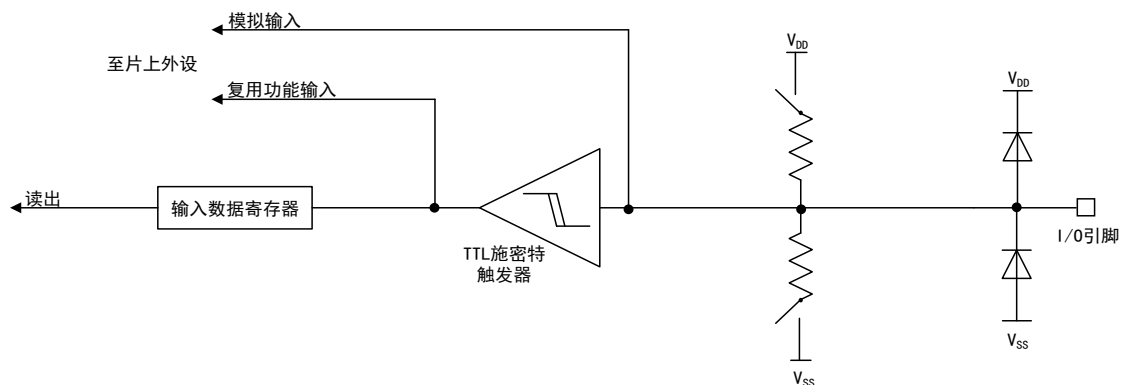 模拟输入
至片上外设
复用功能输入
读出
输入数据寄存器
TTL施密特
触发器
VDD
VSS
VDD
VSS
I/O引脚